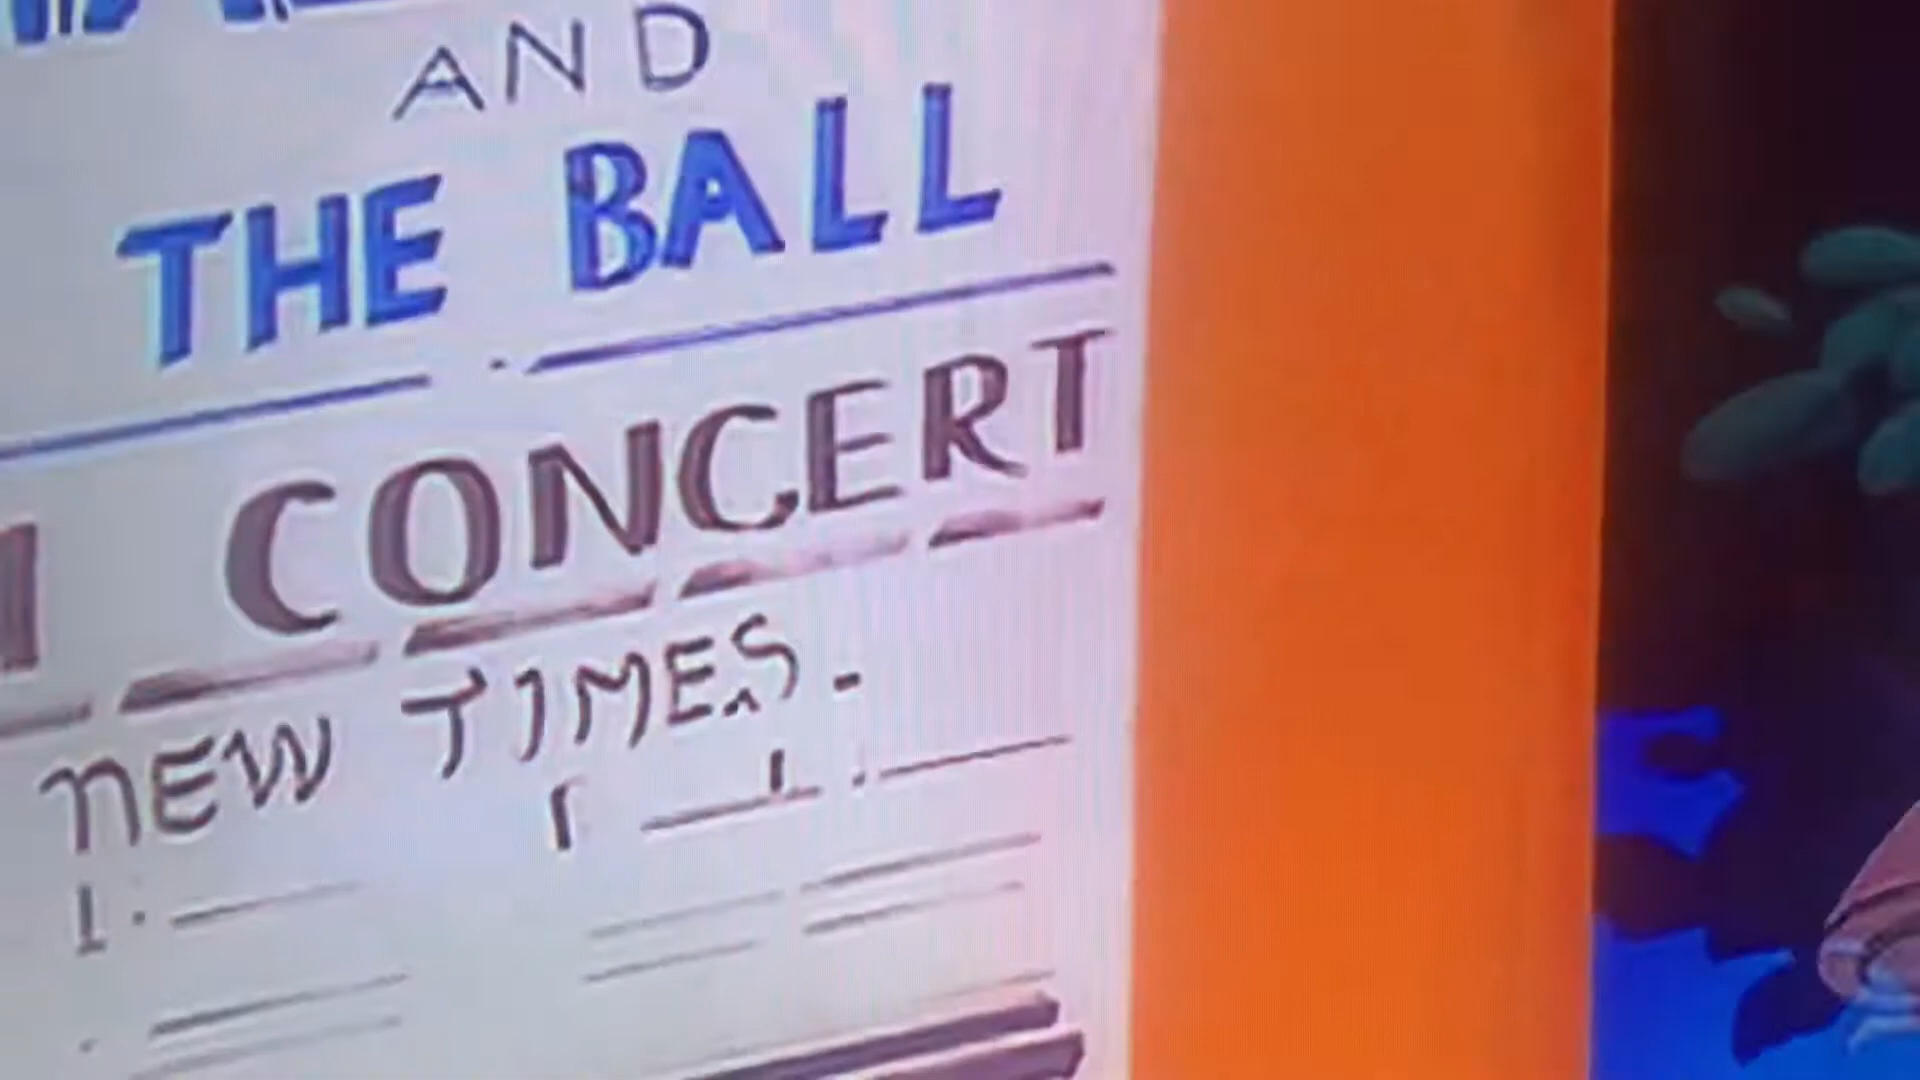 AND
THE BALL
CONCERT
NEW TIMES.